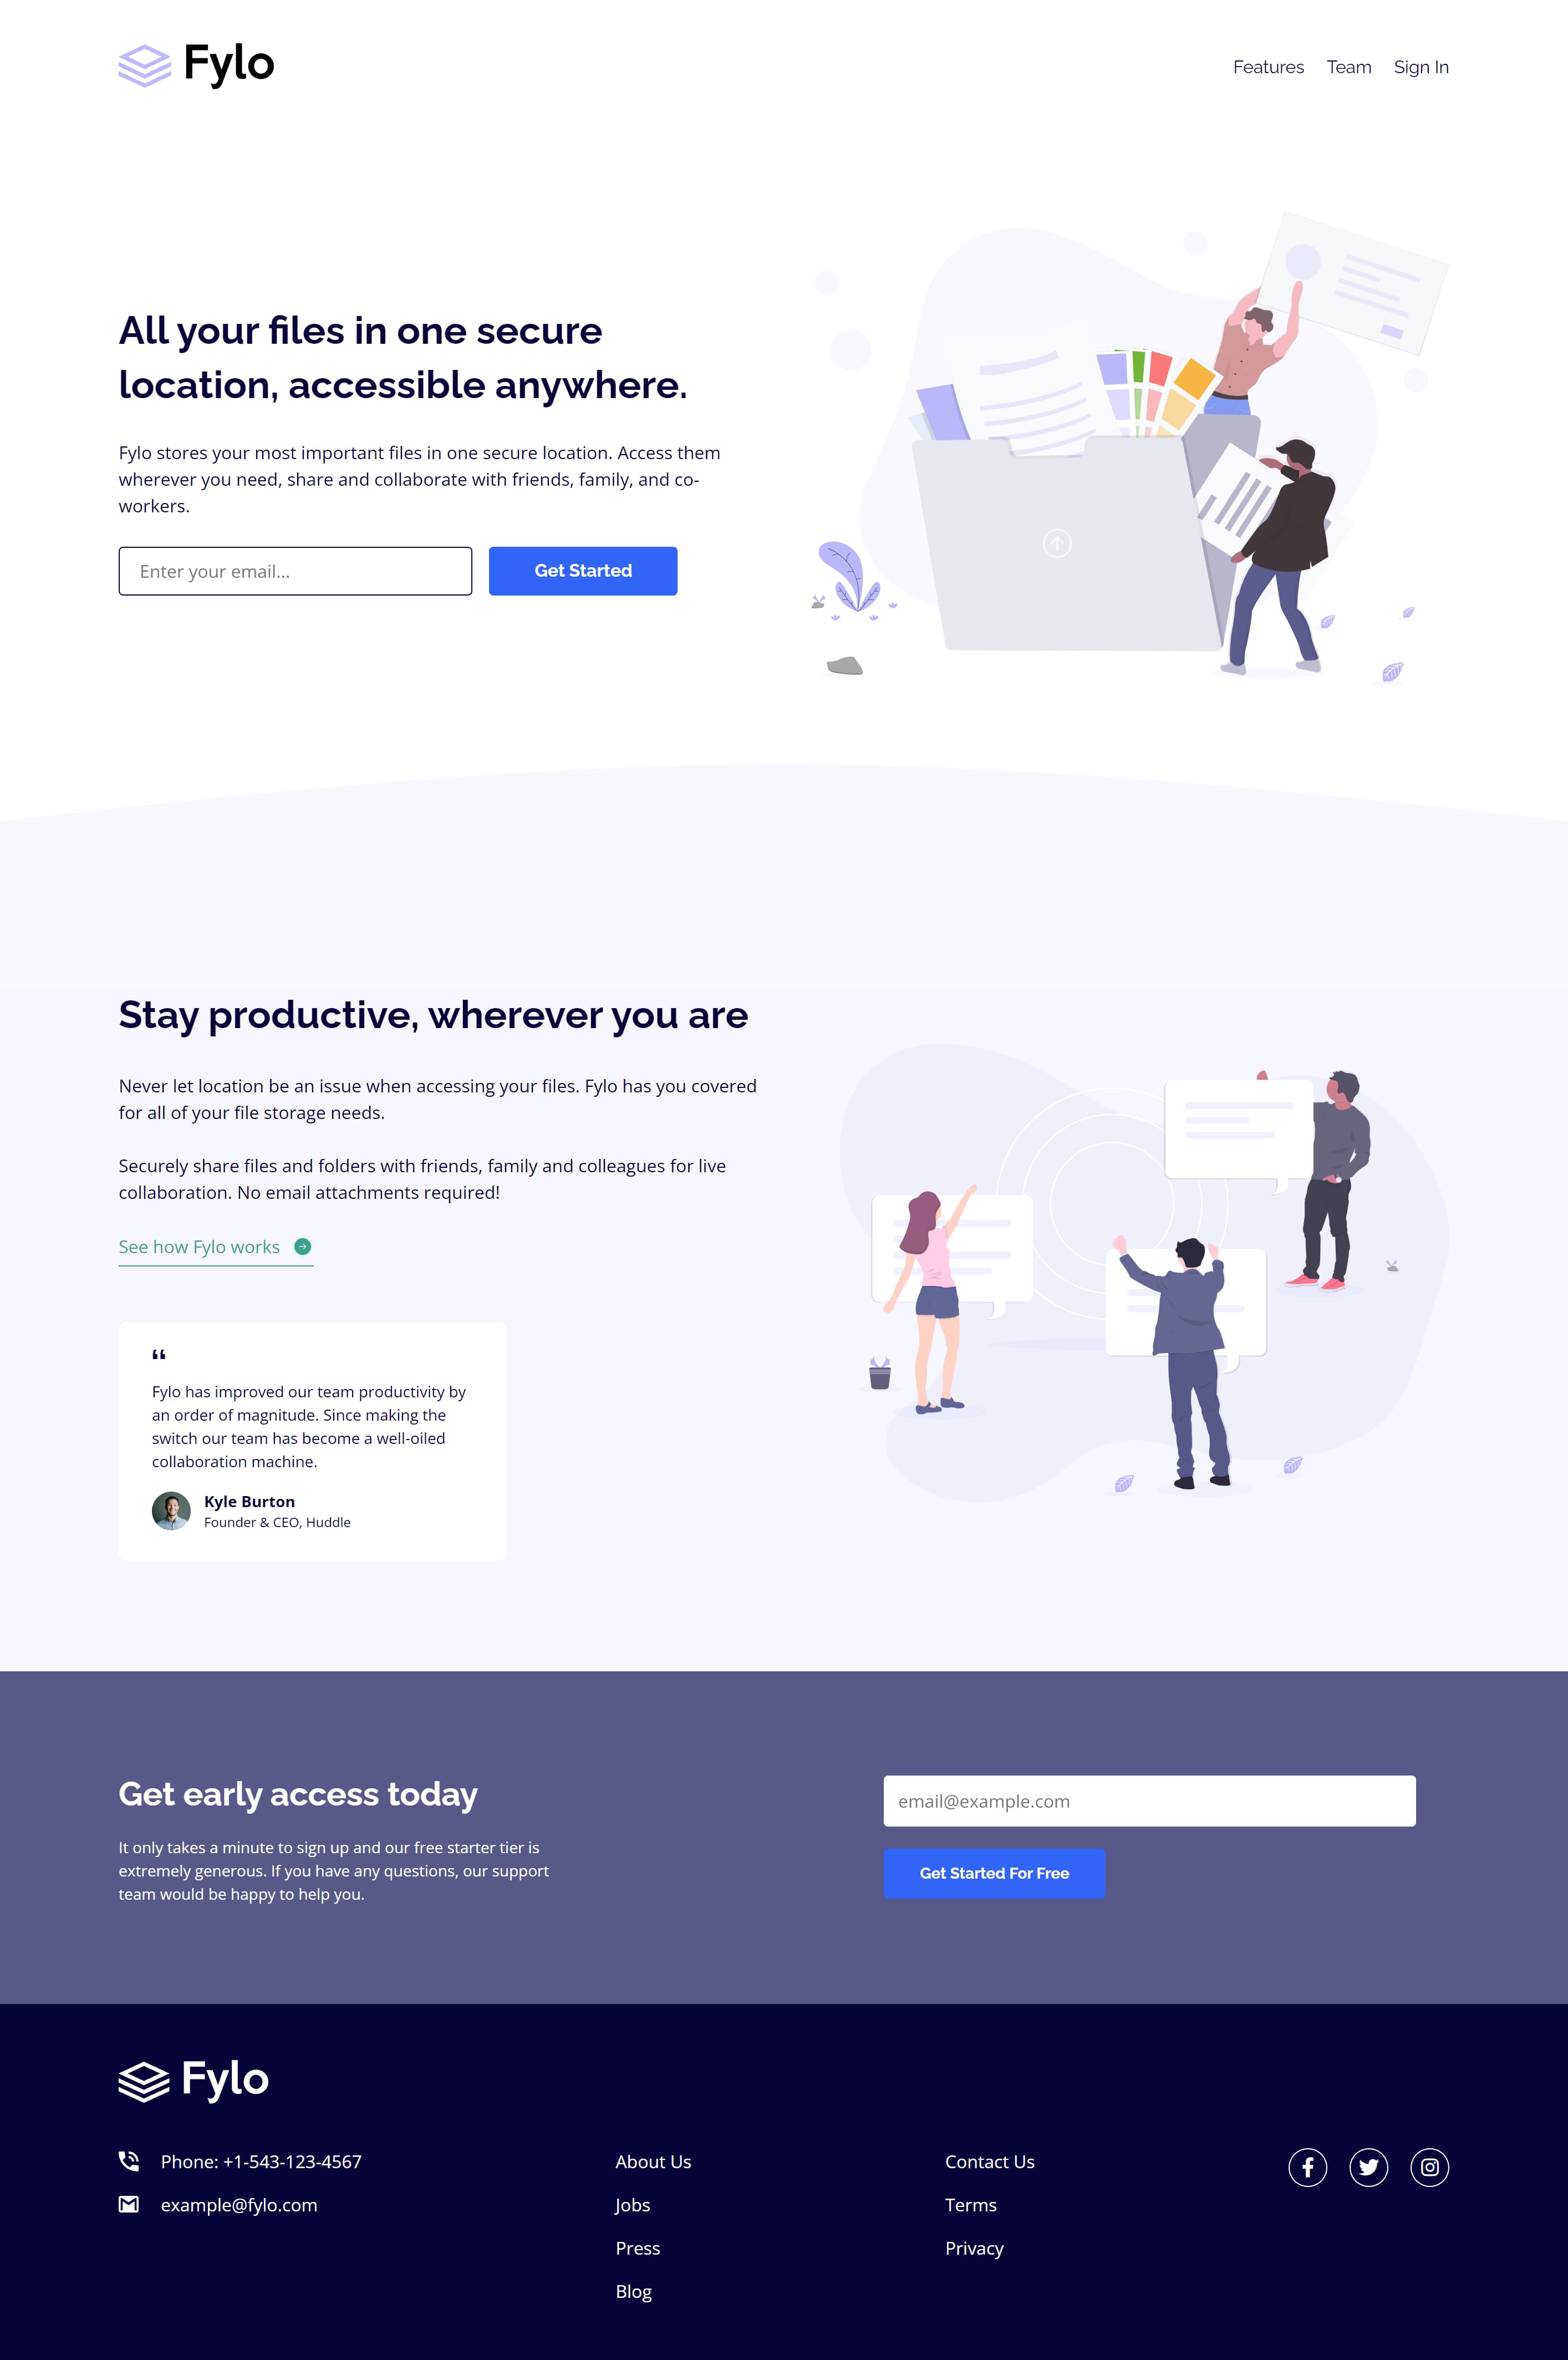 Fylo
Features Team Sign In
All your files in one secure
location, accessible anywhere.
Fylo stores your most important files in one secure location. Access them
wherever you need, share and collaborate with friends, family, and co-
workers.
Enter your email...
Get Started
Stay productive, wherever you are
Never let location be an issue when accessing your files. Fylo has you covered
for all of your file storage needs.
Securely share files and folders with friends, family and colleagues for live
collaboration. No email attachments required!
See how Fylo works
“
Fylo has improved our team productivity by
an order of magnitude. Since making the
switch our team has become a well-oiled
collaboration machine.
Kyle Burton
Founder & CEO, Huddle
Get early access today
It only takes a minute to sign up and our free starter tier is
extremely generous. If you have any questions, our support
team would be happy to help you.
email@example.com
Get Started For Free
Fylo
Phone: +1-543-123-4567
example@fylo.com
About Us
Jobs
Press
Blog
Contact Us
Terms
Privacy